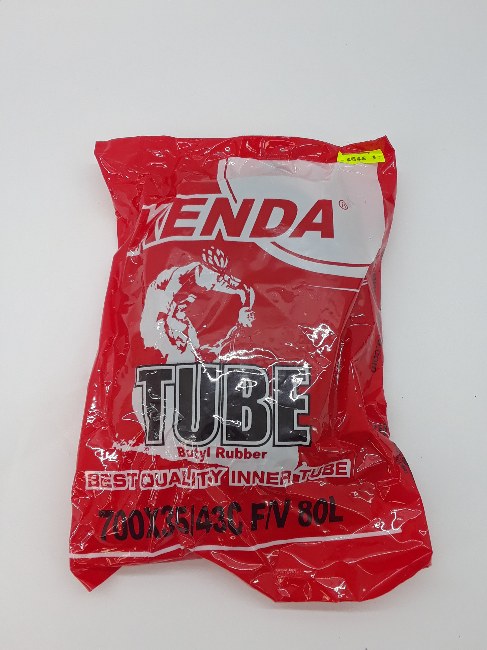 KENDA®
TUBE
Butyl Rubber
BEST QUALITY INNER TUBE
700X35/43C F/V 80L